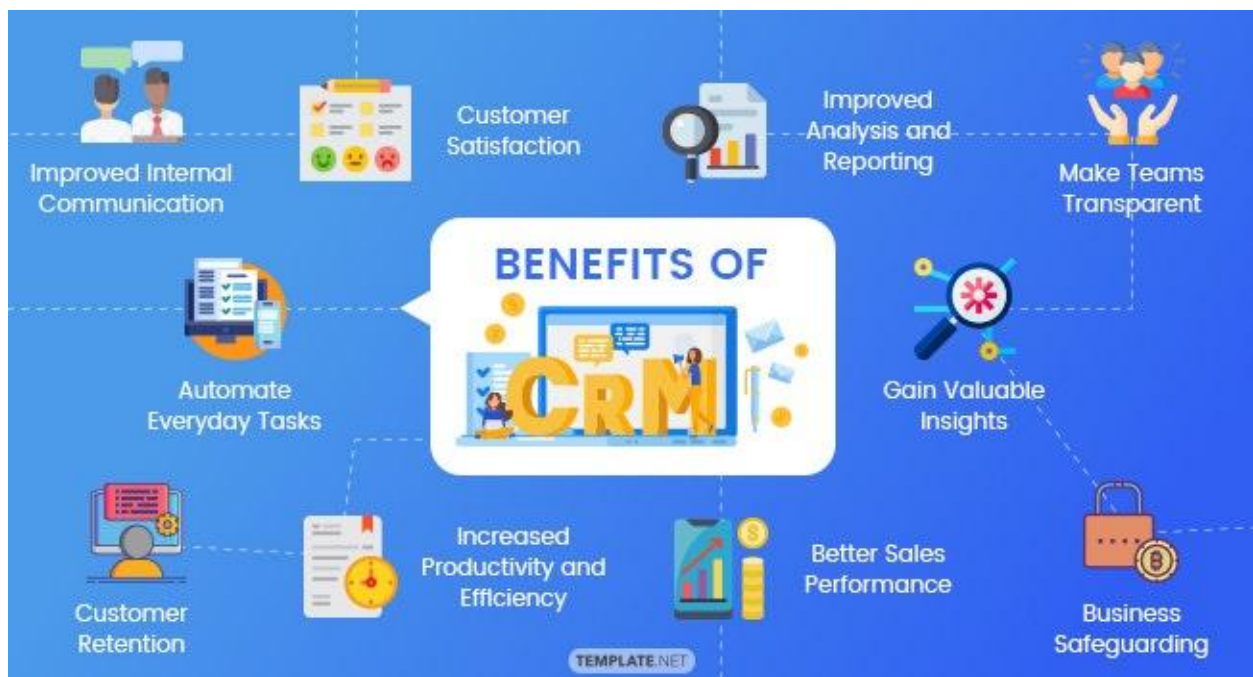 Improved Internal
Communication
Customer
Satisfaction
Improved
Analysis and
Reporting
Make Teams
Transparent
BENEFITS OF
CRM
Automate
Everyday Tasks
Gain Valuable
Insights
Customer
Retention
Increased
Productivity and
Efficiency
Better Sales
Performance
Business
Safeguarding
TEMPLATE.NET